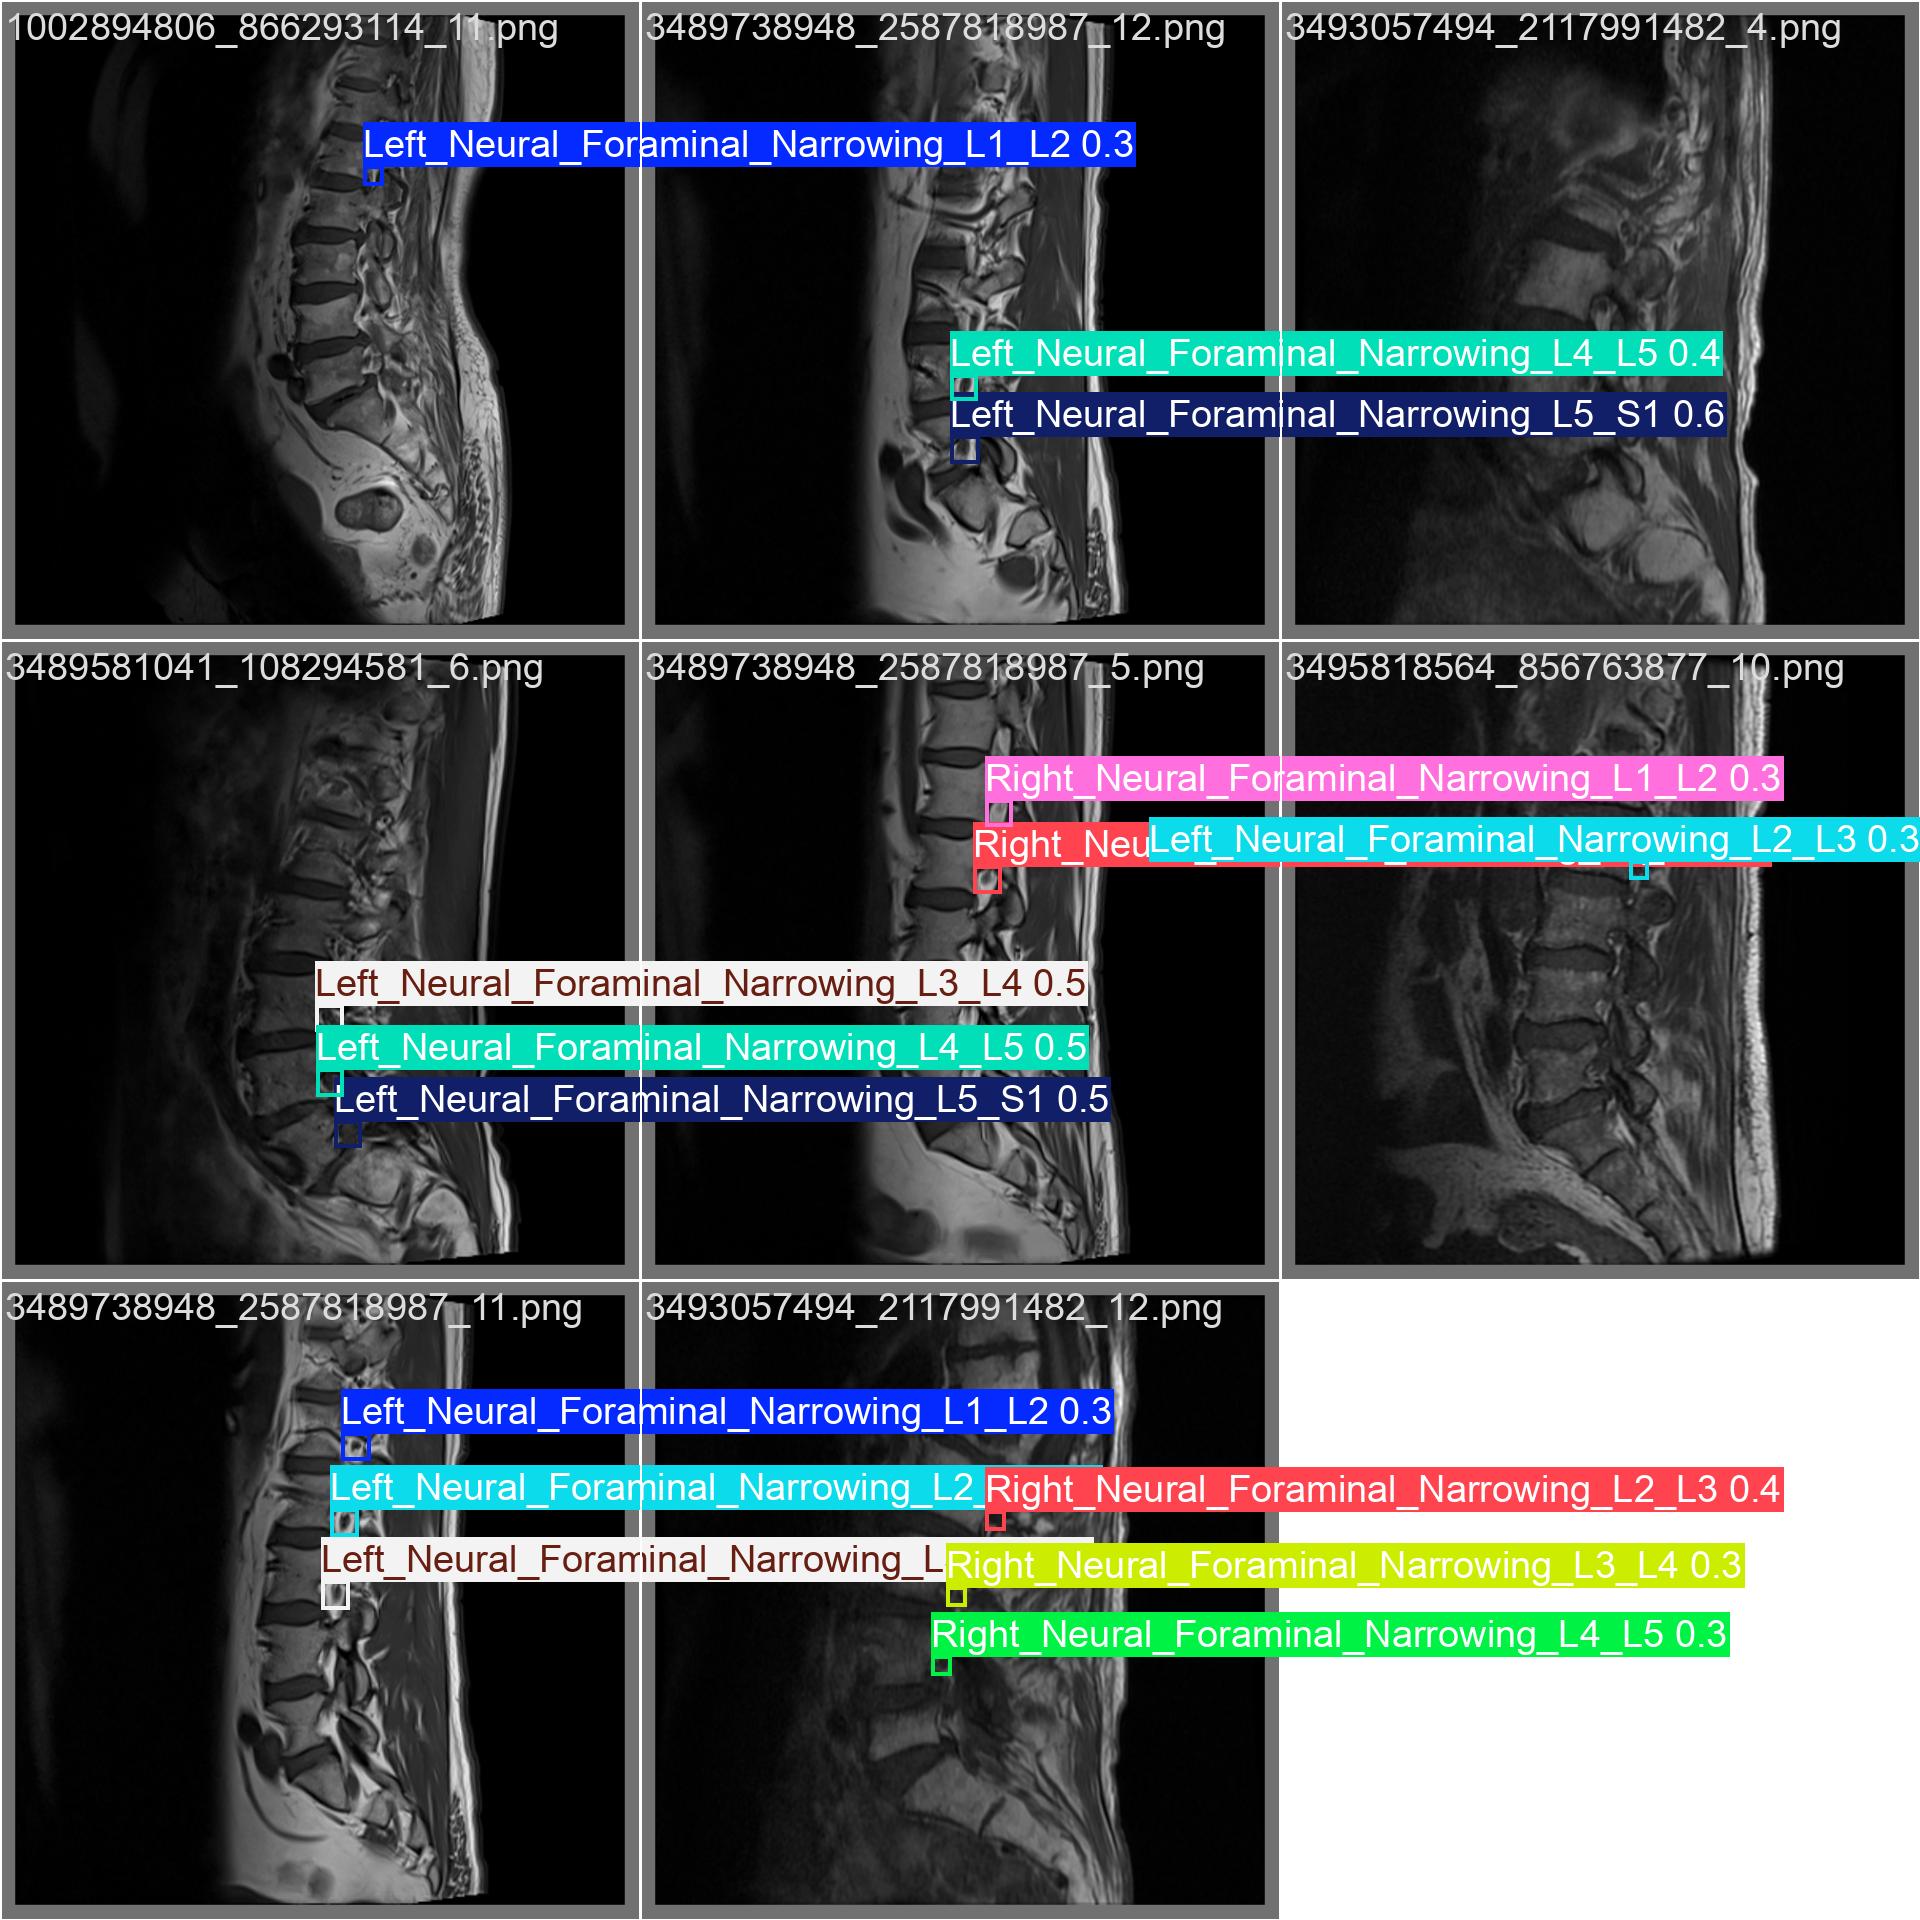 1002894806_866293114_11.png
3489738948_2587818987_12.png
3493057494_2117991482_4.png
Left_Neural_Foraminal_Narrowing_L1_L2 0.3
Left_Neural_Foraminal_Narrowing_L4_L5 0.4
Left_Neural_Foraminal_Narrowing_L5_S1 0.6
3489581041_108294581_6.png
3489738948_2587818987_5.png
3495818564_856763877_10.png
Right_Neural_Foraminal_Narrowing_L1_L2 0.3
Right_Neu
Left_Neural_Foraminal_Narrowing_L2_L3 0.3
Left_Neural_Foraminal_Narrowing_L3_L4 0.5
Left_Neural_Foraminal_Narrowing_L4_L5 0.5
Left_Neural_Foraminal_Narrowing_L5_S1 0.5
3489738948_2587818987_11.png
3493057494_2117991482_12.png
Left_Neural_Foraminal_Narrowing_L1_L2 0.3
Left_Neural_Foraminal_Narrowing_L2_
Right_Neural_Foraminal_Narrowing_L2_L3 0.4
Left_Neural_Foraminal_Narrowing_L
Right_Neural_Foraminal_Narrowing_L3_L4 0.3
Right_Neural_Foraminal_Narrowing_L4_L5 0.3